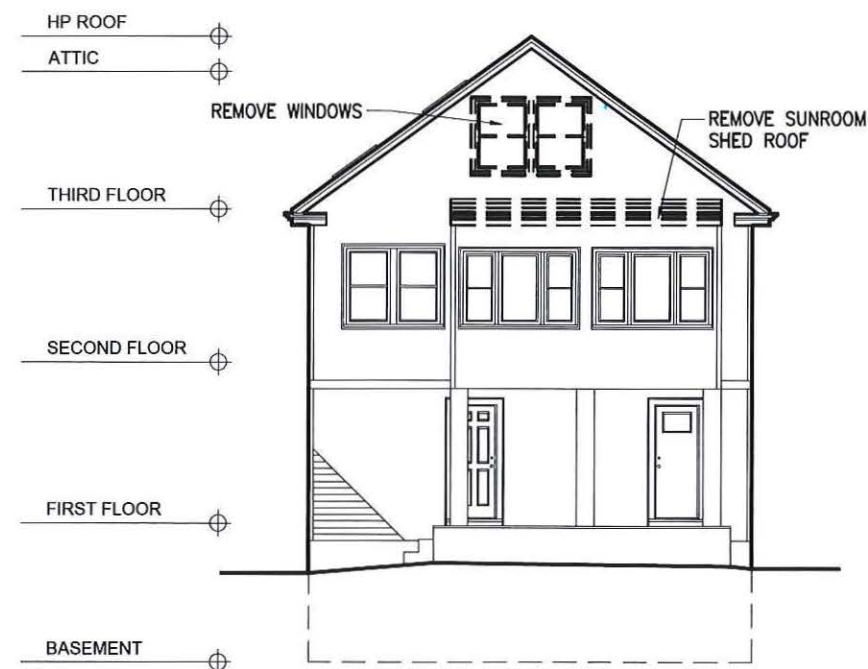 HP ROOF
ATTIC
REMOVE WINDOWS
REMOVE SUNROOM
SHED ROOF
THIRD FLOOR
SECOND FLOOR
FIRST FLOOR
BASEMENT